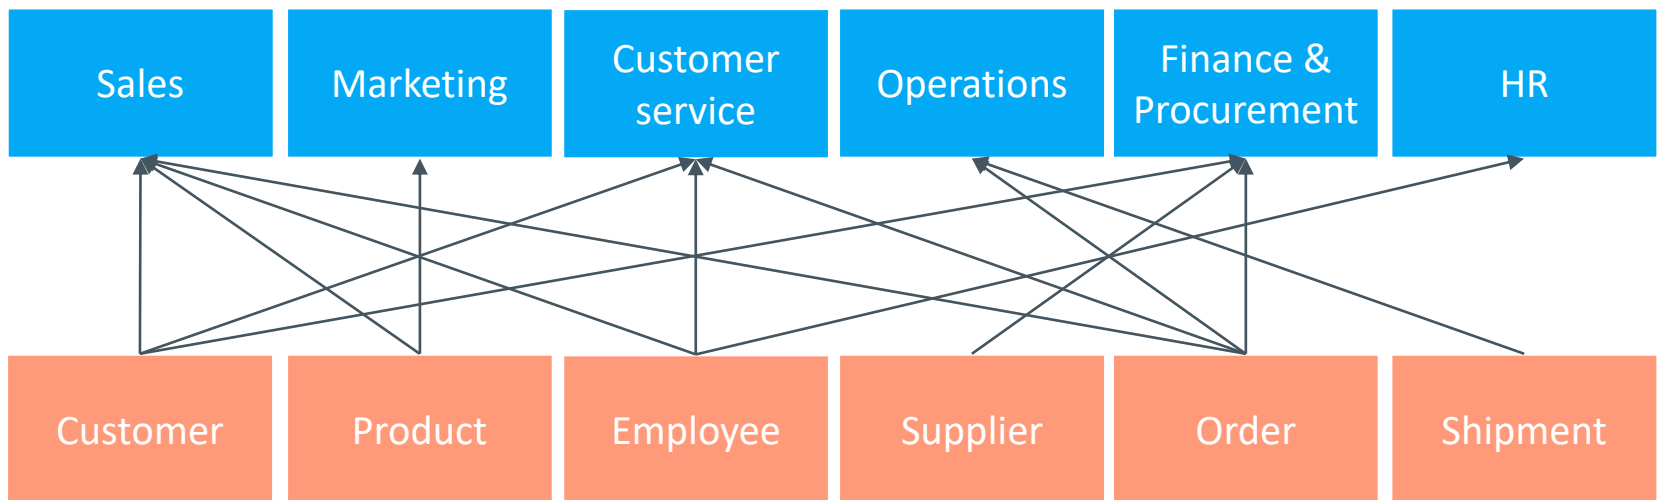 Sales
Marketing
Customer
service
Operations
Finance &
Procurement
HR
Customer
Product
Employee
Supplier
Order
Shipment